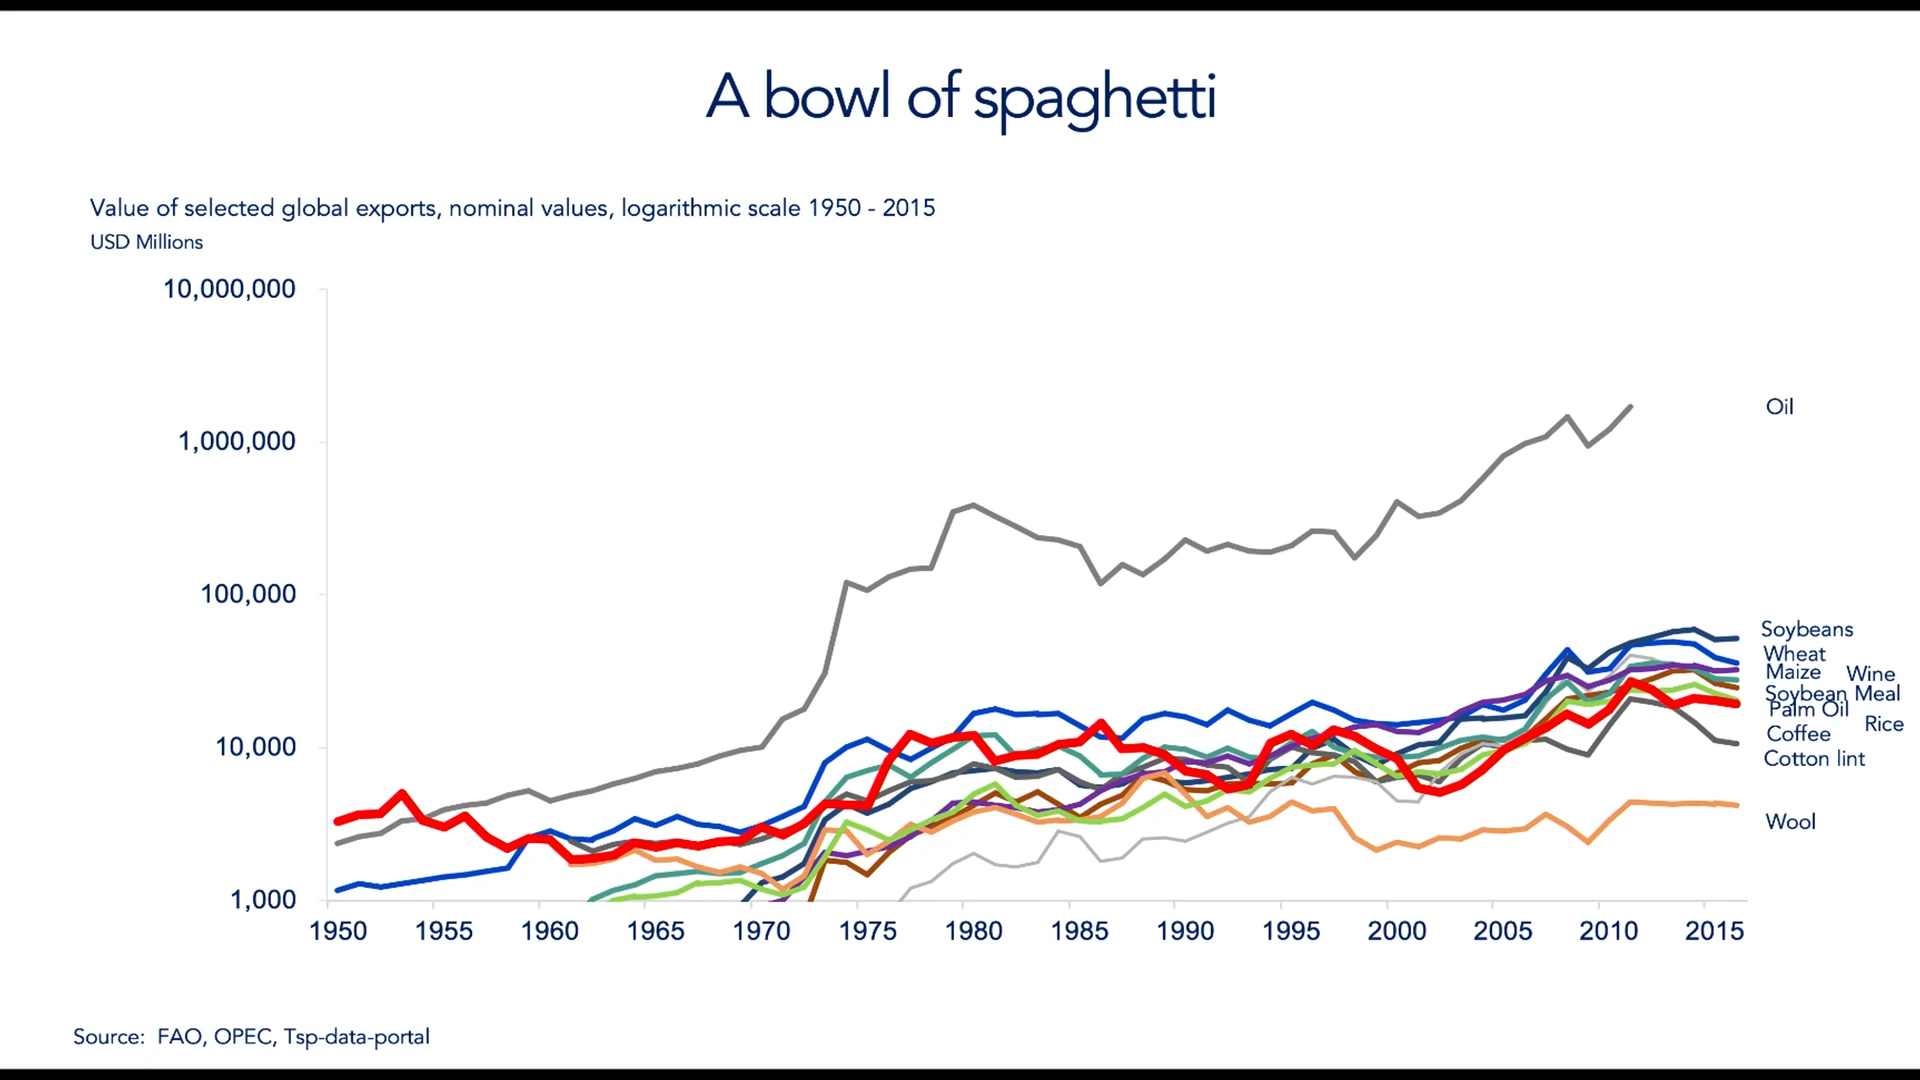 A bowl of spaghetti
Value of selected global exports, nominal values, logarithmic scale 1950 - 2015
USD Millions
10,000,000
1,000,000
100,000
10,000
1,000
1950 1955 1960 1965 1970 1975 1980 1985 1990 1995 2000 2005 2010 2015
Oil
Soybeans
Wheat
Maize Wine
Soybean Meal
Palm Oil
Rice
Coffee
Cotton lint
Wool
Source: FAO, OPEC, Tsp-data-portal